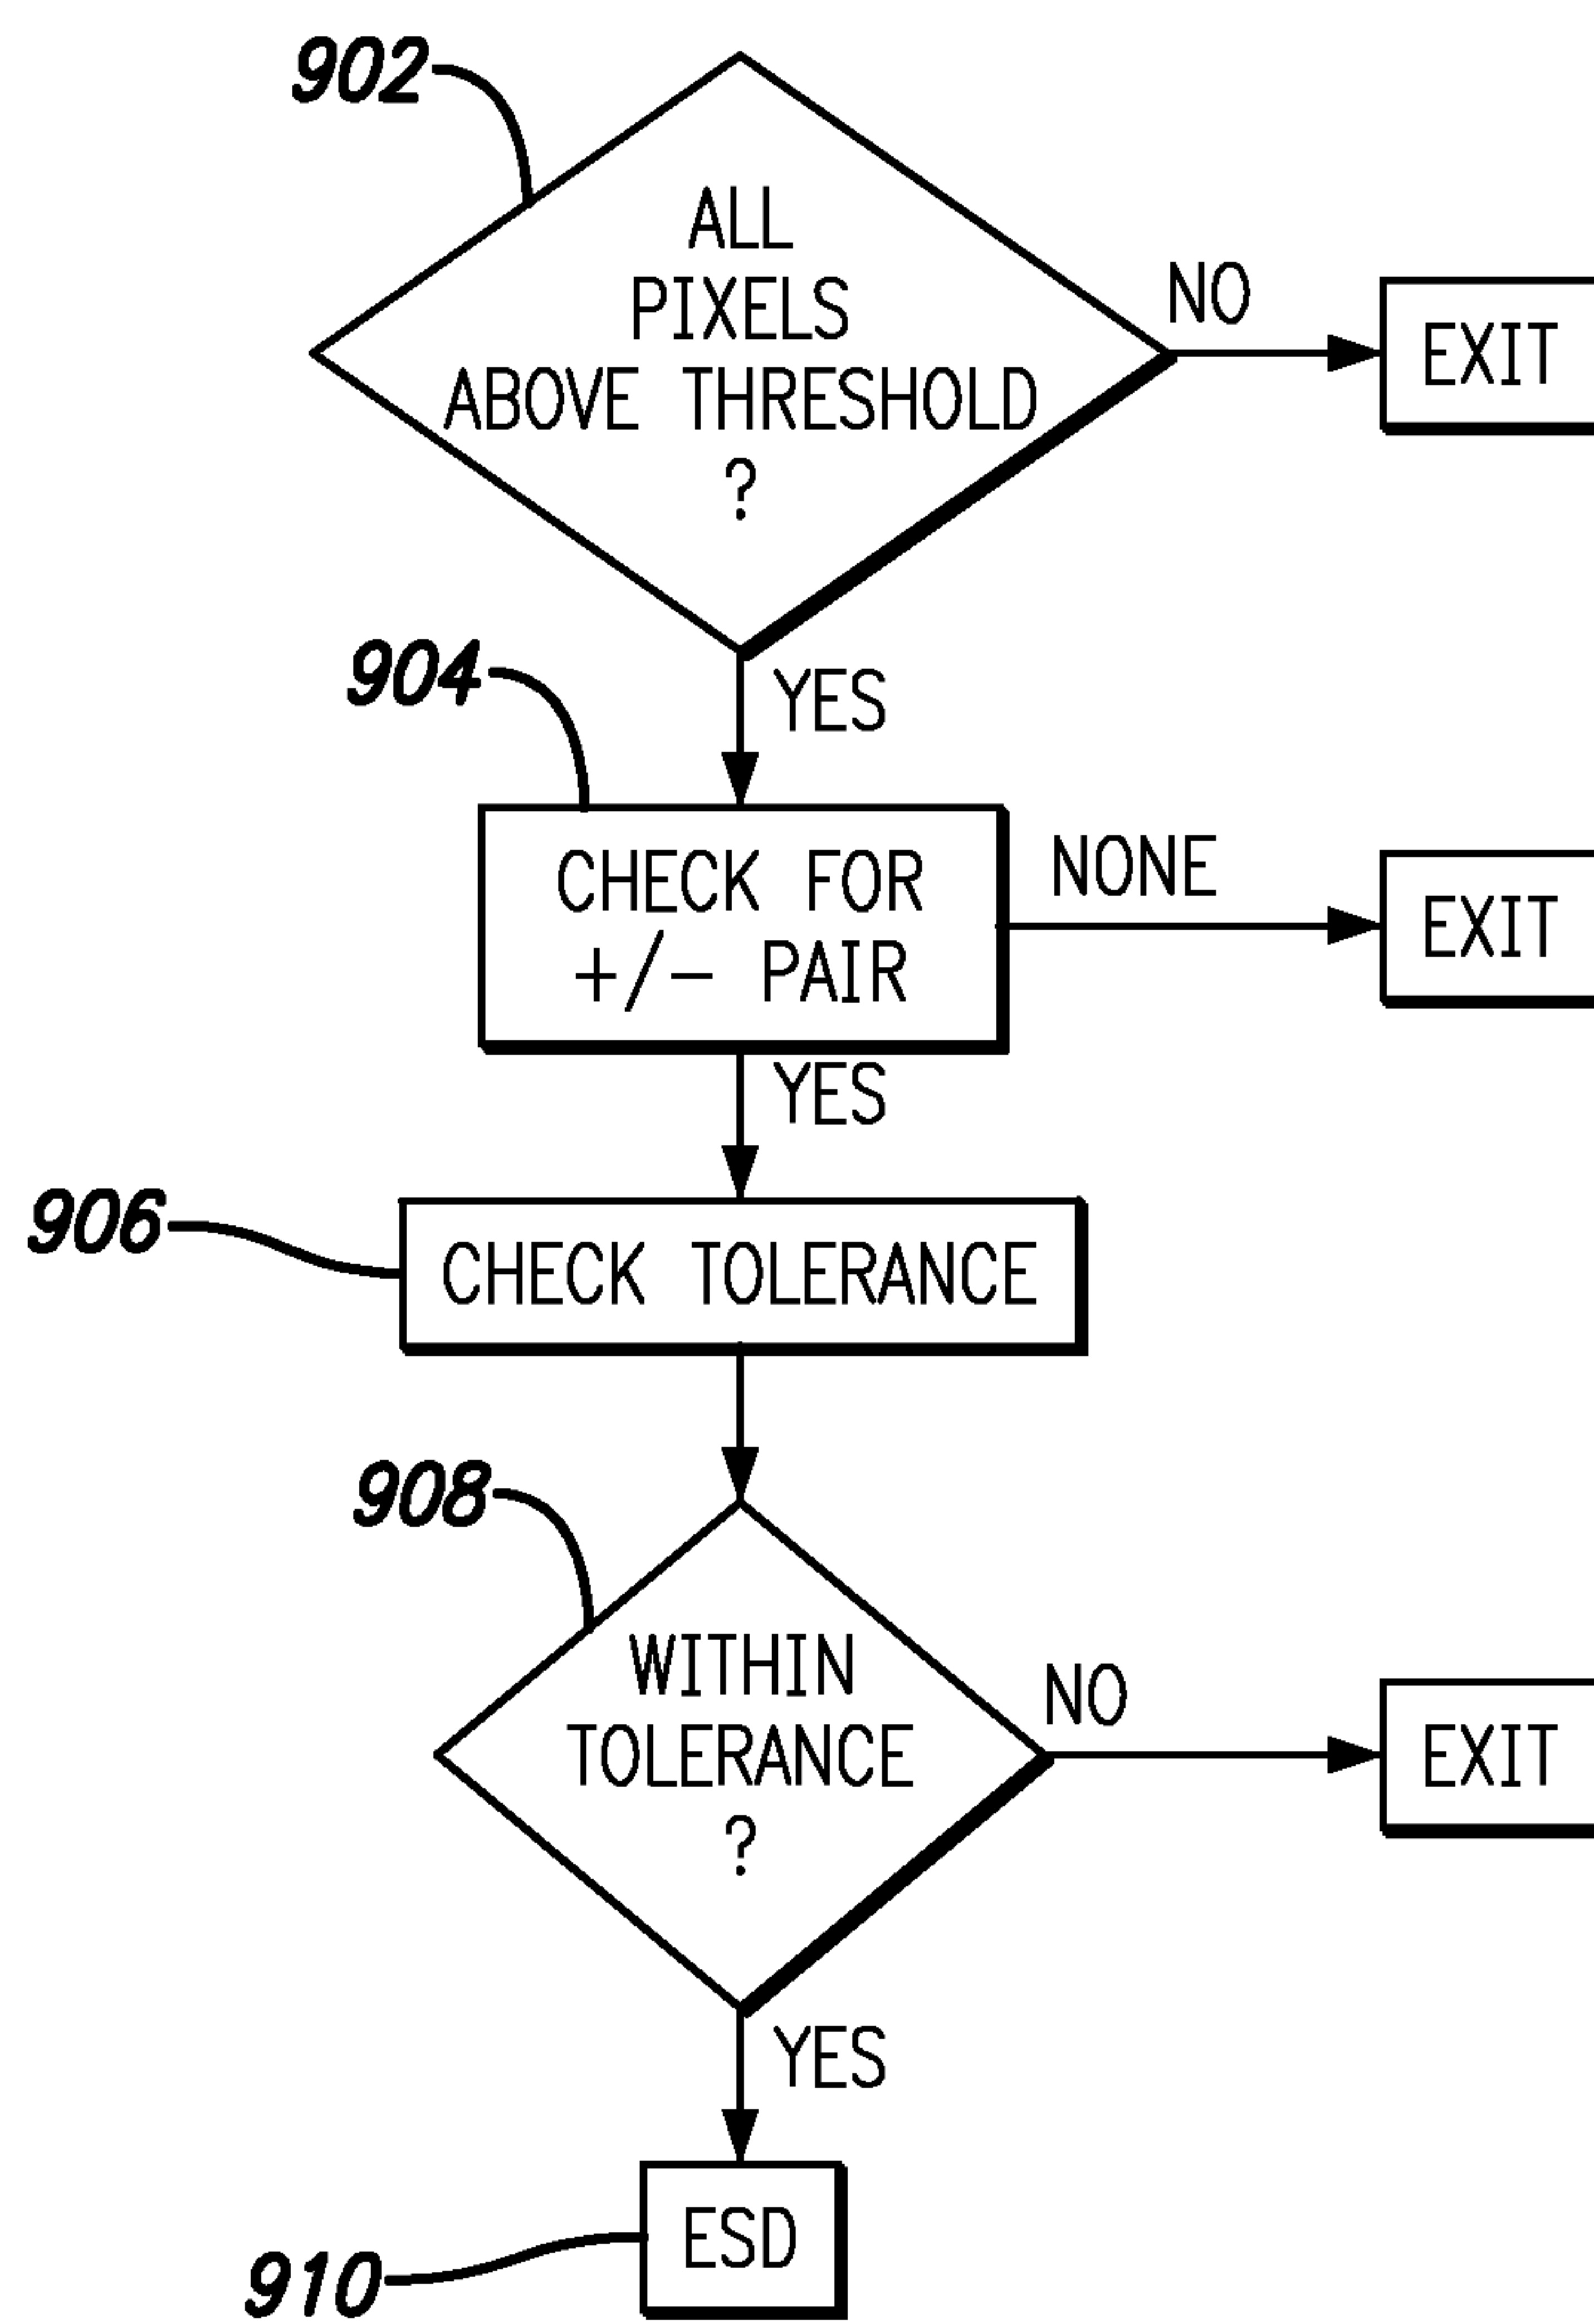 902
ALL
PIXELS
ABOVE THRESHOLD
?
NO
EXIT
904
YES
CHECK FOR
+/- PAIR
NONE
EXIT
YES
906
CHECK TOLERANCE
908
WITHIN
TOLERANCE
?
NO
EXIT
YES
ESD
910